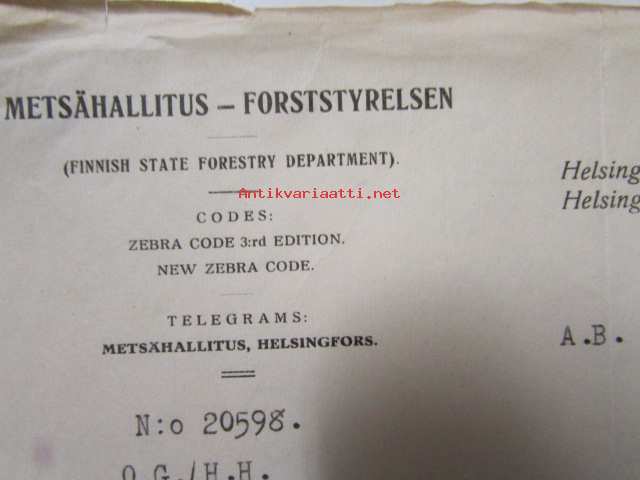 METSÄHALLITUS – FORSTSTYRELSEN
(FINNISH STATE FORESTRY DEPARTMENT).
Antikvariaatti.net
CODES:
ZEBRA CODE 3:rd EDITION.
NEW ZEBRA CODE.
TELEGRAMS:
METSÄHALLITUS, HELSINGFORS.
N:o 20598.
O.G./H.H.
Helsing
Helsing
A.B.